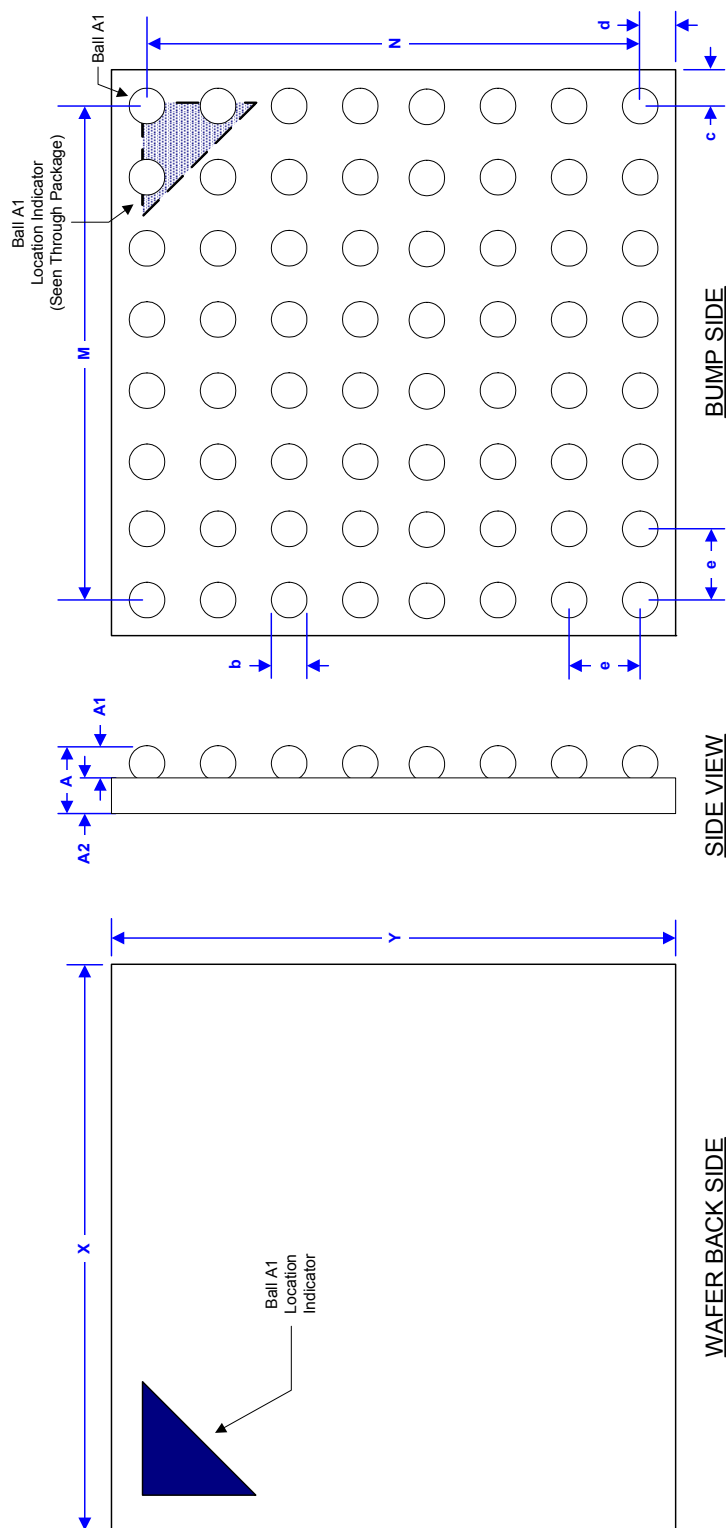 Ball A1
N
d
c
Ball A1
Location Indicator
(Seen Through Package)
M
e
b
e
BUMP SIDE
A1
A
A2
SIDE VIEW
X
Y
Ball A1
Location
Indicator
WAFER BACK SIDE